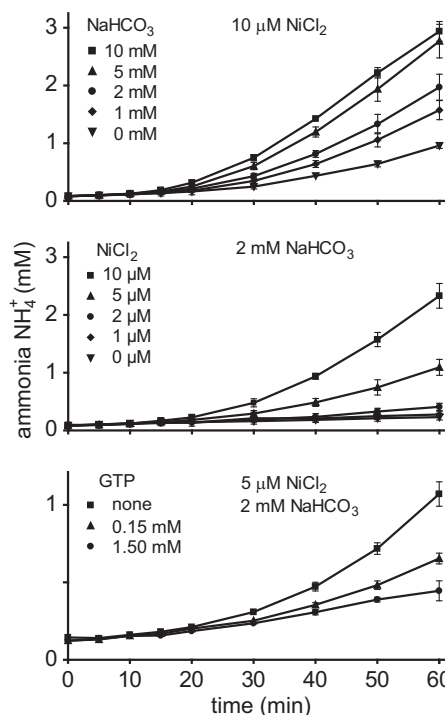 NaHCO₃ 10 μM NiCl₂
10 mM
5 mM
2 mM
1 mM
0 mM
3
2
1
0
NiCl₂ 2 mM NaHCO₃
10 μM
5 μM
2 μM
1 μM
0 μM
3
2
1
0
ammonia NH₄⁺ (mM)
GTP 5 μM NiCl₂
none 2 mM NaHCO₃
0.15 mM
1.50 mM
1
0
0 10 20 30 40 50 60
time (min)